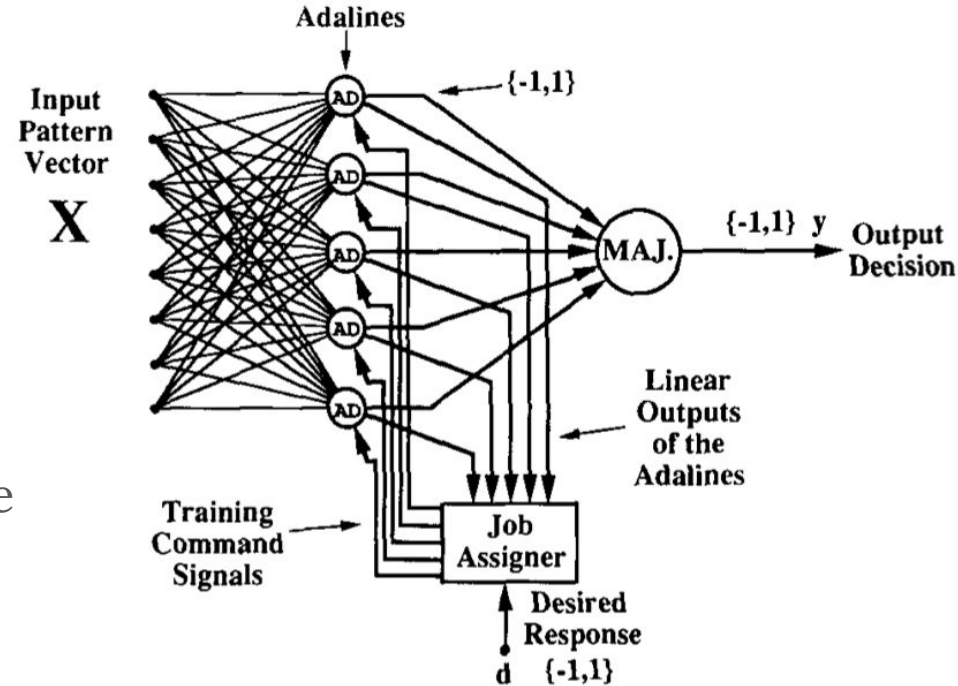 Adalines
{-1,1}
Input
Pattern
Vector
X
AD
AD
AD
AD
AD
MAJ.
{-1,1} y
Output
Decision
Linear
Outputs
of the
Adalines
e
Training
Command
Signals
Job
Assigner
Desired
Response
d {-1,1}